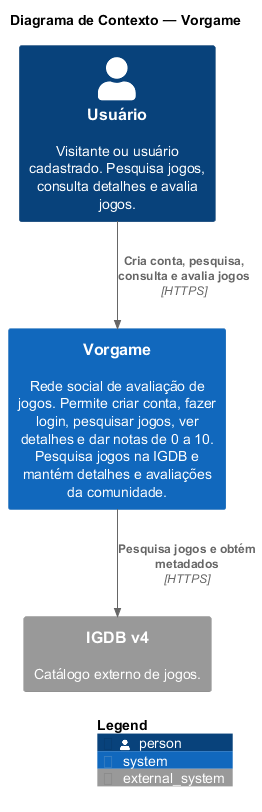 Diagrama de Contexto — Vorgame
Usuário
Visitante ou usuário
cadastrado. Pesquisa jogos,
consulta detalhes e avalia
jogos.
Cria conta, pesquisa,
consulta e avalia jogos
[HTTPS]
Vorgame
Rede social de avaliação de
jogos. Permite criar conta, fazer
login, pesquisar jogos, ver
detalhes e dar notas de 0 a 10.
Pesquisa jogos na IGDB e
mantém detalhes e avaliações
da comunidade.
Pesquisa jogos e obtém
metadados
[HTTPS]
IGDB v4
Catálogo externo de jogos.
Legend
person
system
external_system